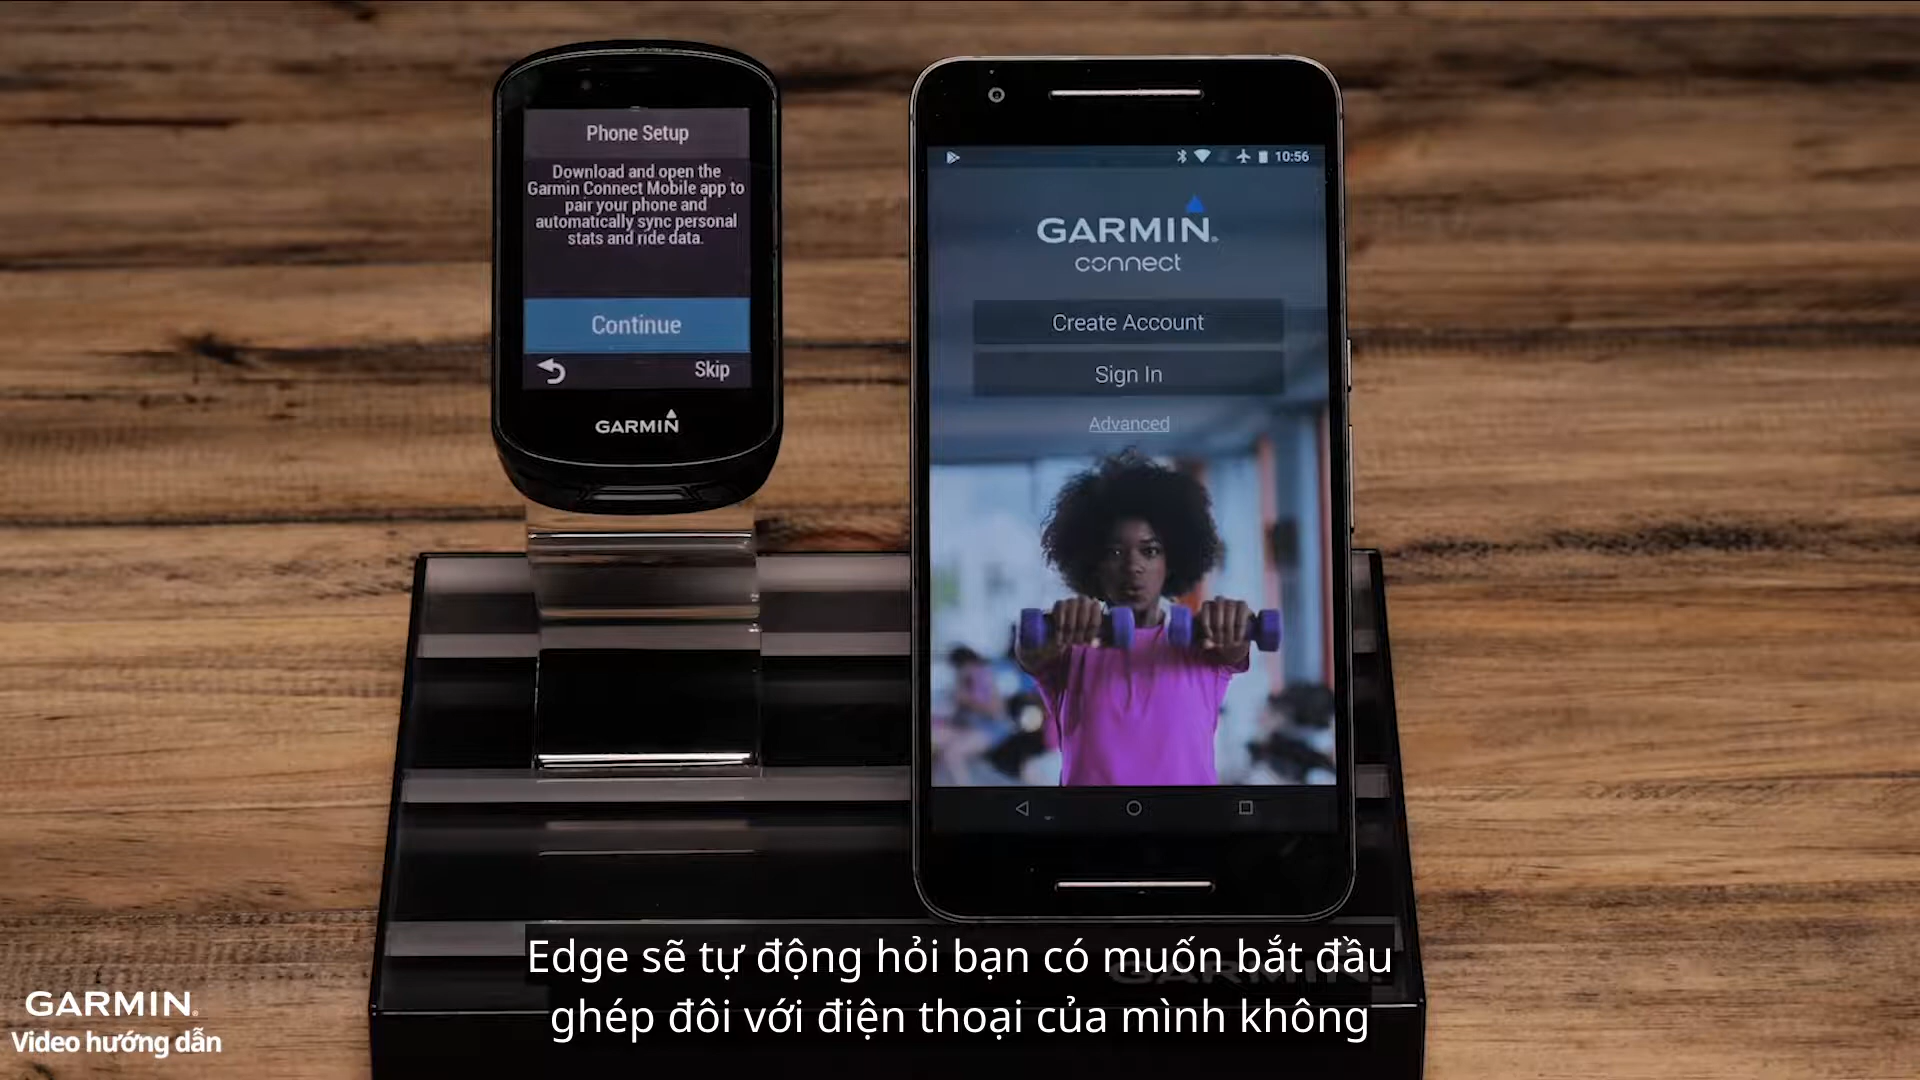 Phone Setup
Download and open the
Garmin Connect Mobile app to
pair your phone and
automatically sync personal
stats and ride data.
Continue
Skip
GARMIN
10:56
GARMIN
connect
Create Account
Sign In
Advanced
GARMIN
Edge sẽ tự động hỏi bạn có muốn bắt đầu
ghép đôi với điện thoại của mình không
GARMIN
Video hướng dẫn